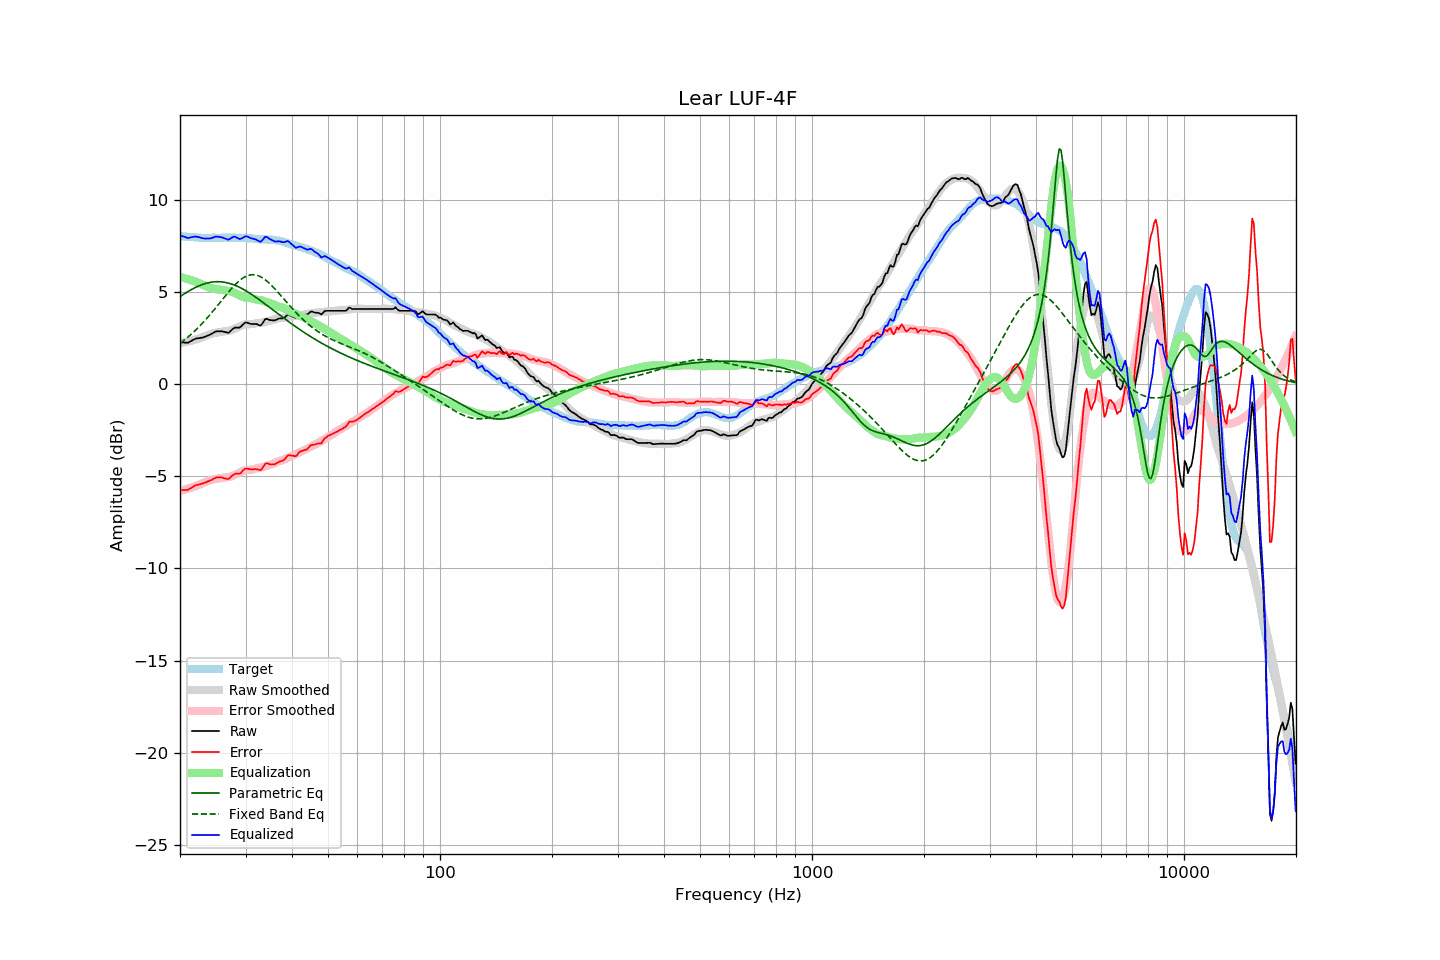 Lear LUF-4F
Amplitude (dBr)
10
5
0
−5
−10
−15
−20
−25
Target
Raw Smoothed
Error Smoothed
Raw
Error
Equalization
Parametric Eq
Fixed Band Eq
Equalized
100
1000
10000
Frequency (Hz)